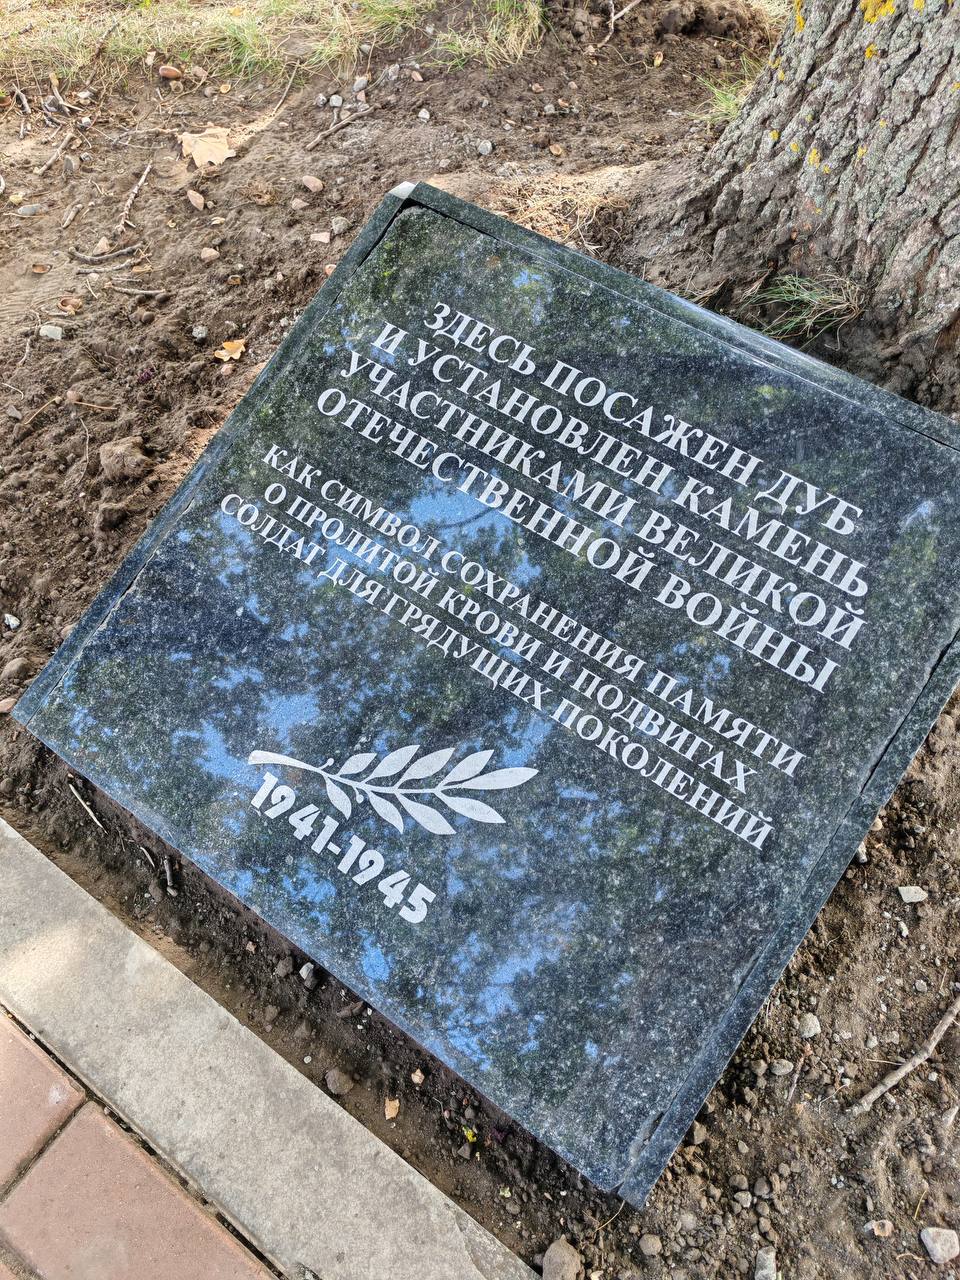 ЗДЕСЬ ПОСАЖЕН ДУБ
И УСТАНОВЛЕН КАМЕНЬ
УЧАСТНИКАМИ ВЕЛИКОЙ
ОТЕЧЕСТВЕННОЙ ВОЙНЫ
КАК СИМВОЛ СОХРАНЕНИЯ ПАМЯТИ
О ПРОЛИТОЙ КРОВИ И ПОДВИГАХ
СОЛДАТ ДЛЯ ГРЯДУЩИХ ПОКОЛЕНИЙ
1941-1945